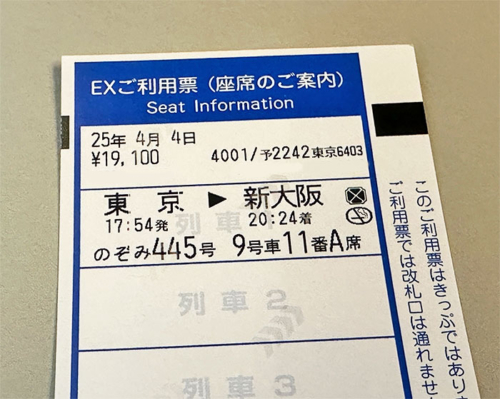 EXご利用票（座席のご案内）
Seat Information
25年 4月 4日
¥19,100
4001/予2242東京6403
東京 ▶ 新大阪
17:54発 20:24着
のぞみ445号 9号車11番A席
列車1
列車2
列車3
このご利用票はきっぷではあり
ご利用票では改札口は通れませ